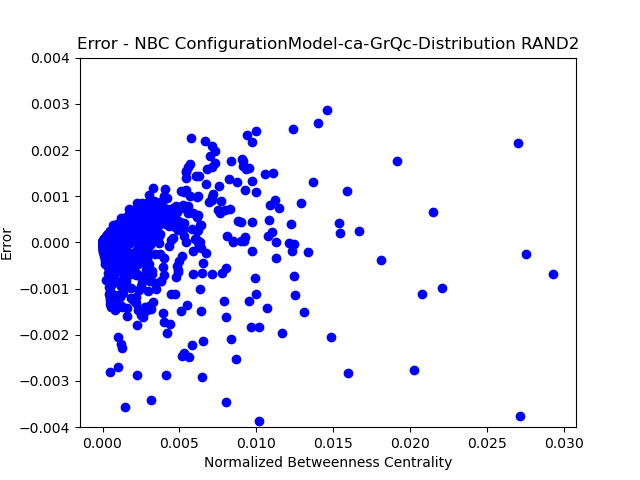 Error - NBC ConfigurationModel-ca-GrQc-Distribution RAND2
0.004
0.003
0.002
0.001
0.000
−0.001
−0.002
−0.003
−0.004
Error
0.000 0.005 0.010 0.015 0.020 0.025 0.030
Normalized Betweenness Centrality